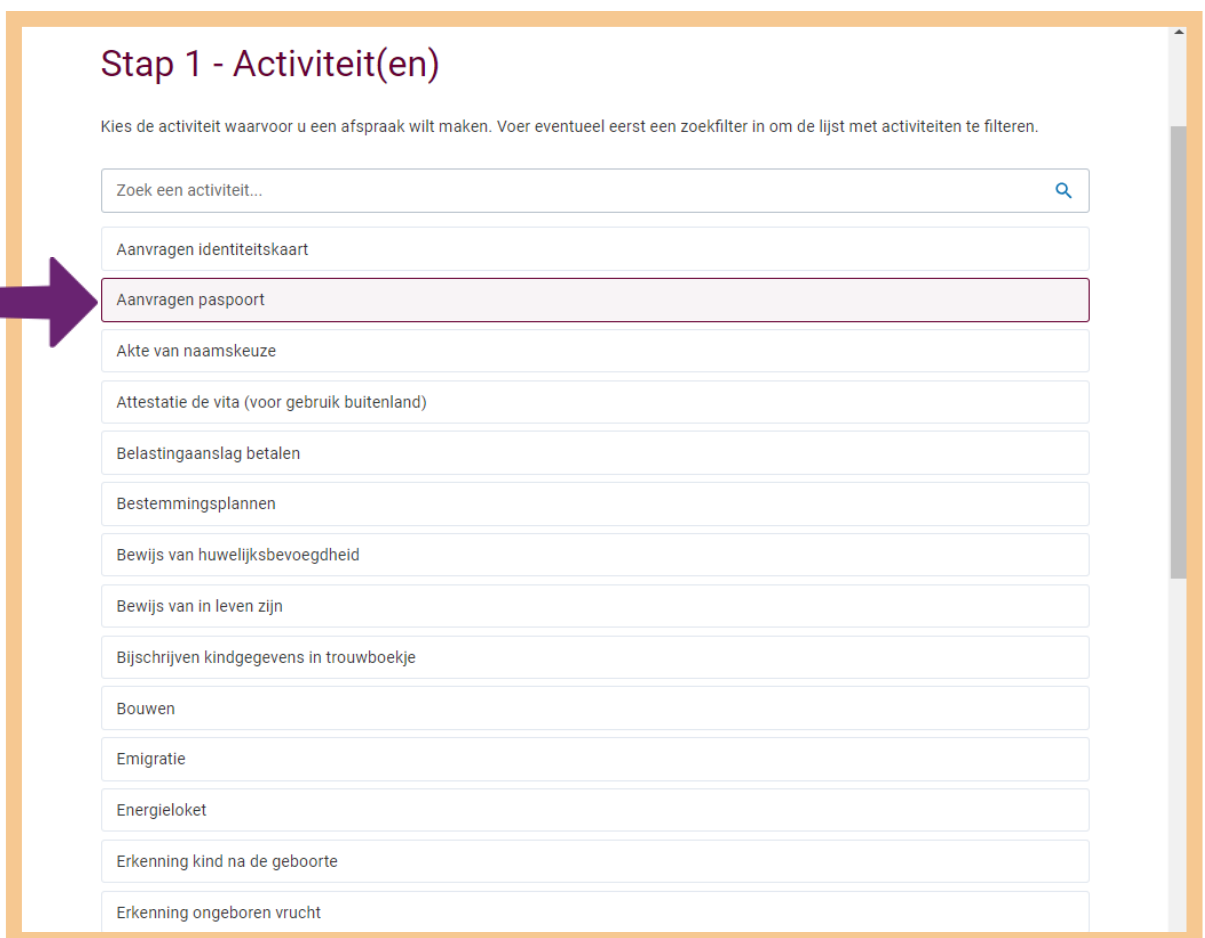 Stap 1 - Activiteit(en)
Kies de activiteit waarvoor u een afspraak wilt maken. Voer eventueel eerst een zoekfilter in om de lijst met activiteiten te filteren.
Zoek een activiteit...
Aanvragen identiteitskaart
Aanvragen paspoort
Akte van naamskeuze
Attestatie de vita (voor gebruik buitenland)
Belastingaanslag betalen
Bestemmingsplannen
Bewijs van huwelijksbevoegdheid
Bewijs van in leven zijn
Bijschrijven kindgegevens in trouwboekje
Bouwen
Emigratie
Energieloket
Erkenning kind na de geboorte
Erkenning ongeboren vrucht